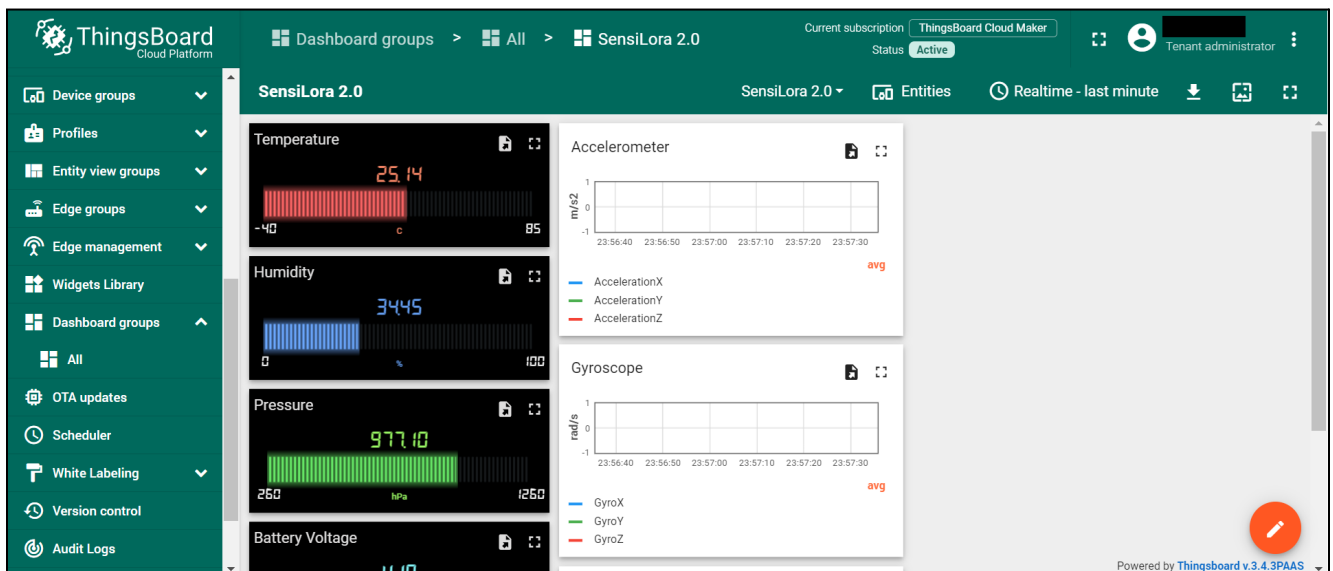 ThingsBoard
Cloud Platform
Dashboard groups > All > SensiLora 2.0
Current subscription ThingsBoard Cloud Maker
Status Active
Tenant administrator
Device groups
Profiles
Entity view groups
Edge groups
Edge management
Widgets Library
Dashboard groups
All
OTA updates
Scheduler
White Labeling
Version control
Audit Logs
SensiLora 2.0
SensiLora 2.0
Entities
Realtime - last minute
Temperature
25.14
-40 C 85
Humidity
34.45
0 % 100
Pressure
977.10
260 hPa 1260
Battery Voltage
Accelerometer
m/s2
1
0
-1
23:56:40 23:56:50 23:57:00 23:57:10 23:57:20 23:57:30
avg
AccelerationX
AccelerationY
AccelerationZ
Gyroscope
rad/s
1
0
-1
23:56:40 23:56:50 23:57:00 23:57:10 23:57:20 23:57:30
avg
GyroX
GyroY
GyroZ
Powered by Thingsboard v.3.4.3PAAS